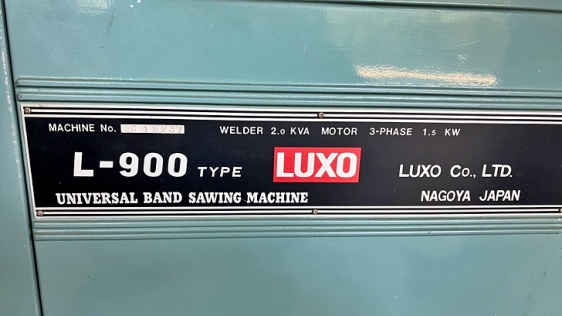 MACHINE No. WELDER 2.0 KVA MOTOR 3-PHASE 1.5 KW
L-900 TYPE LUXO LUXO Co., LTD.
UNIVERSAL BAND SAWING MACHINE NAGOYA JAPAN